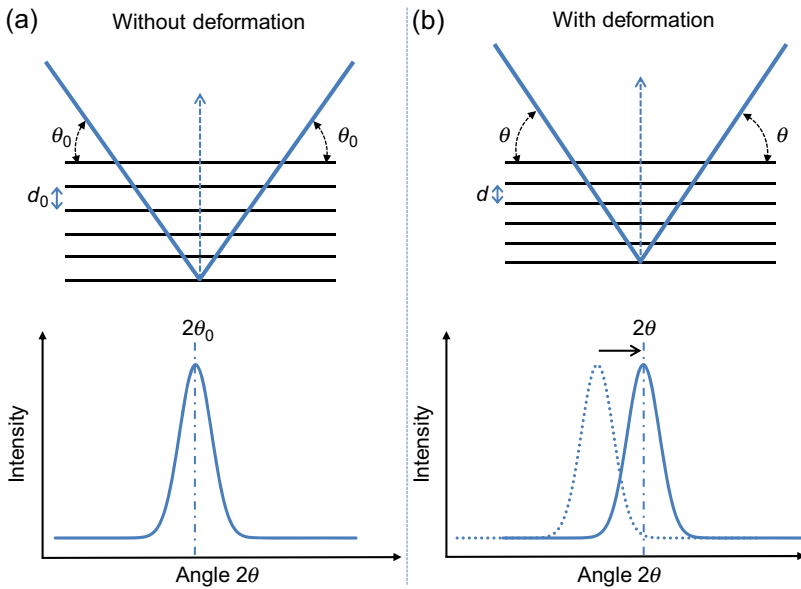 (a)
Without deformation
θ₀
θ₀
d₀
2θ₀
Intensity
Angle 2θ
(b)
With deformation
θ
θ
d
2θ
Intensity
Angle 2θ